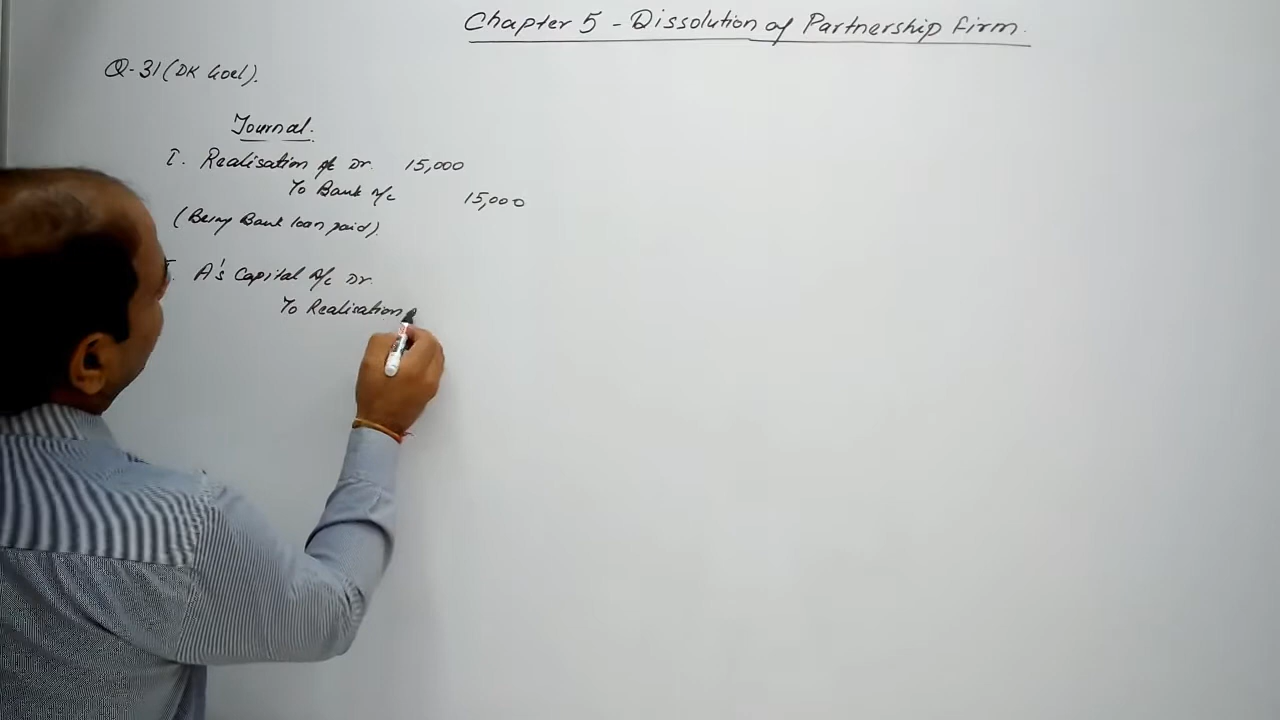 Chapter 5 - Dissolution of Partnership Firm.
Q-31 (DK Goel).
Journal.
I. Realisation A/c Dr. 15,000
To Bank A/c 15,000
(Being Bank loan paid).
A's Capital A/c Dr.
To Realisation